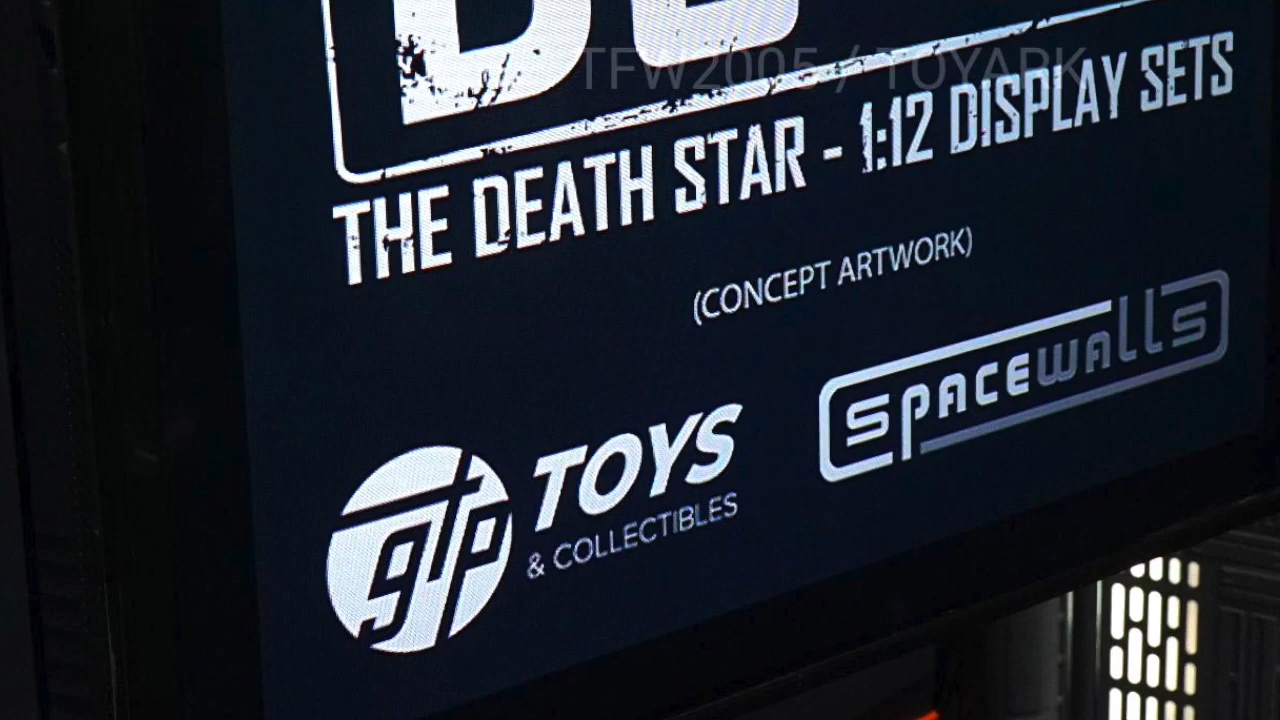 TFW2005 / TOYARK
THE DEATH STAR - 1:12 DISPLAY SETS
(CONCEPT ARTWORK)
SPACEWALLS
gtp TOYS
& COLLECTIBLES